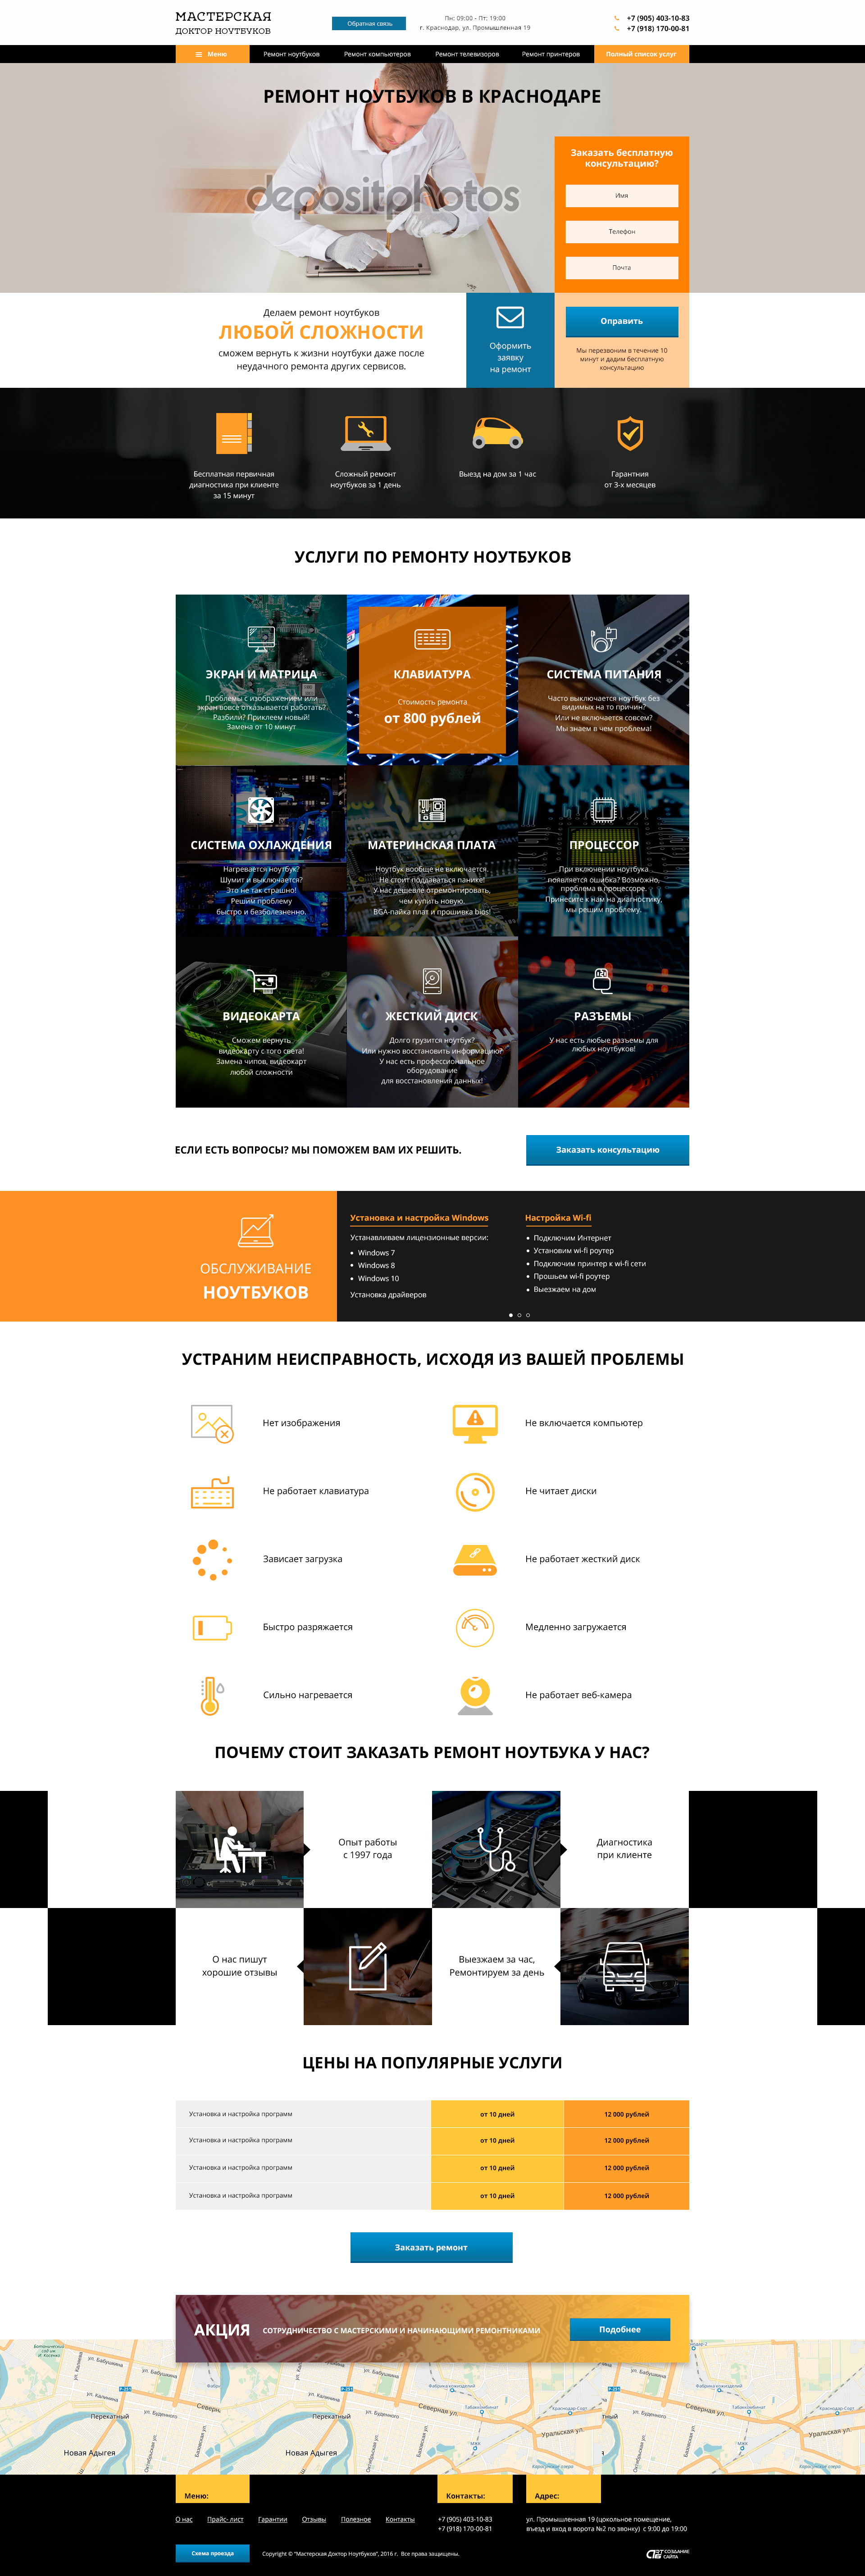 МАСТЕРСКАЯ
ДОКТОР НОУТБУКОВ
Обратная связь
Пн: 09:00 - Пт: 19:00
г. Краснодар, ул. Промышленная 19
+7 (905) 403-10-83
+7 (918) 170-00-81
Меню
Ремонт ноутбуков
Ремонт компьютеров
Ремонт телевизоров
Ремонт принтеров
Полный список услуг
РЕМОНТ НОУТБУКОВ В КРАСНОДАРЕ
depositphotos
Заказать бесплатную
консультацию?
Имя
Телефон
Почта
Оправить
Мы перезвоним в течение 10
минут и дадим бесплатную
консультацию
Делаем ремонт ноутбуков
ЛЮБОЙ СЛОЖНОСТИ
сможем вернуть к жизни ноутбуки даже после
неудачного ремонта других сервисов.
Оформить
заявку
на ремонт
Бесплатная первичная
диагностика при клиенте
за 15 минут
Сложный ремонт
ноутбуков за 1 день
Выезд на дом за 1 час
Гарантния
от 3-х месяцев
УСЛУГИ ПО РЕМОНТУ НОУТБУКОВ
ЭКРАН И МАТРИЦА
Проблемы с изображением или
экран вовсе отказывается работать?
Разбили? Приклеем новый!
Замена от 10 минут
КЛАВИАТУРА
Стоимость ремонта
от 800 рублей
СИСТЕМА ПИТАНИЯ
Часто выключается ноутбук без
видимых на то причин?
Или не включается совсем?
Мы знаем в чем проблема!
СИСТЕМА ОХЛАЖДЕНИЯ
Нагревается ноутбук?
Шумит и выключается?
Это не так страшно!
Решим проблему
быстро и безболезненно.
МАТЕРИНСКАЯ ПЛАТА
Ноутбук вообще не включается.
Не стоит поддаваться панике!
У нас дешевле отремонтировать,
чем купить новую.
BGA-пайка плат и прошивка bios!
ПРОЦЕССОР
При включении ноутбука
появляется ошибка? Возможно,
проблема в процессоре.
Принесите к нам на диагностику,
мы решим проблему.
ВИДЕОКАРТА
Сможем вернуть
видеокарту с того света!
Замена чипов, видеокарт
любой сложности
ЖЕСТКИЙ ДИСК
Долго грузится ноутбук?
Или нужно восстановить информацию?
У нас есть профессиональное
оборудование
для восстановления данных!
РАЗЪЕМЫ
У нас есть любые разъемы для
любых ноутбуков!
ЕСЛИ ЕСТЬ ВОПРОСЫ? МЫ ПОМОЖЕМ ВАМ ИХ РЕШИТЬ.
Заказать консультацию
ОБСЛУЖИВАНИЕ
НОУТБУКОВ
Установка и настройка Windows
Устанавливаем лицензионные версии:
Windows 7
Windows 8
Windows 10
Установка драйверов
Настройка Wi-fi
Подключим Интернет
Установим wi-fi роутер
Подключим принтер к wi-fi сети
Прошьем wi-fi роутер
Выезжаем на дом
УСТРАНИМ НЕИСПРАВНОСТЬ, ИСХОДЯ ИЗ ВАШЕЙ ПРОБЛЕМЫ
Нет изображения
Не включается компьютер
Не работает клавиатура
Не читает диски
Зависает загрузка
Не работает жесткий диск
Быстро разряжается
Медленно загружается
Сильно нагревается
Не работает веб-камера
ПОЧЕМУ СТОИТ ЗАКАЗАТЬ РЕМОНТ НОУТБУКА У НАС?
Опыт работы
с 1997 года
Диагностика
при клиенте
О нас пишут
хорошие отзывы
Выезжаем за час,
Ремонтируем за день
ЦЕНЫ НА ПОПУЛЯРНЫЕ УСЛУГИ
Установка и настройка программ
от 10 дней
12 000 рублей
Установка и настройка программ
от 10 дней
12 000 рублей
Установка и настройка программ
от 10 дней
12 000 рублей
Установка и настройка программ
от 10 дней
12 000 рублей
Заказать ремонт
АКЦИЯ
СОТРУДНИЧЕСТВО С МАСТЕРСКИМИ И НАЧИНАЮЩИМИ РЕМОНТНИКАМИ
Подобнее
Перекатный
Новая Адыгея
Перекатный
Новая Адыгея
Северная ул.
Уральская ул.
Северная ул.
Уральская ул.
Меню:
Контакты:
Адрес:
О нас
Прайс- лист
Гарантии
Отзывы
Полезное
Контакты
+7 (905) 403-10-83
+7 (918) 170-00-81
ул. Промышленная 19 (цокольное помещение,
въезд и вход в ворота №2 по звонку) с 9:00 до 19:00
Схема проезда
Copyright © "Мастерская Доктор Ноутбуков", 2016 г. Все права защищены.
СОЗДАНИЕ
САЙТА